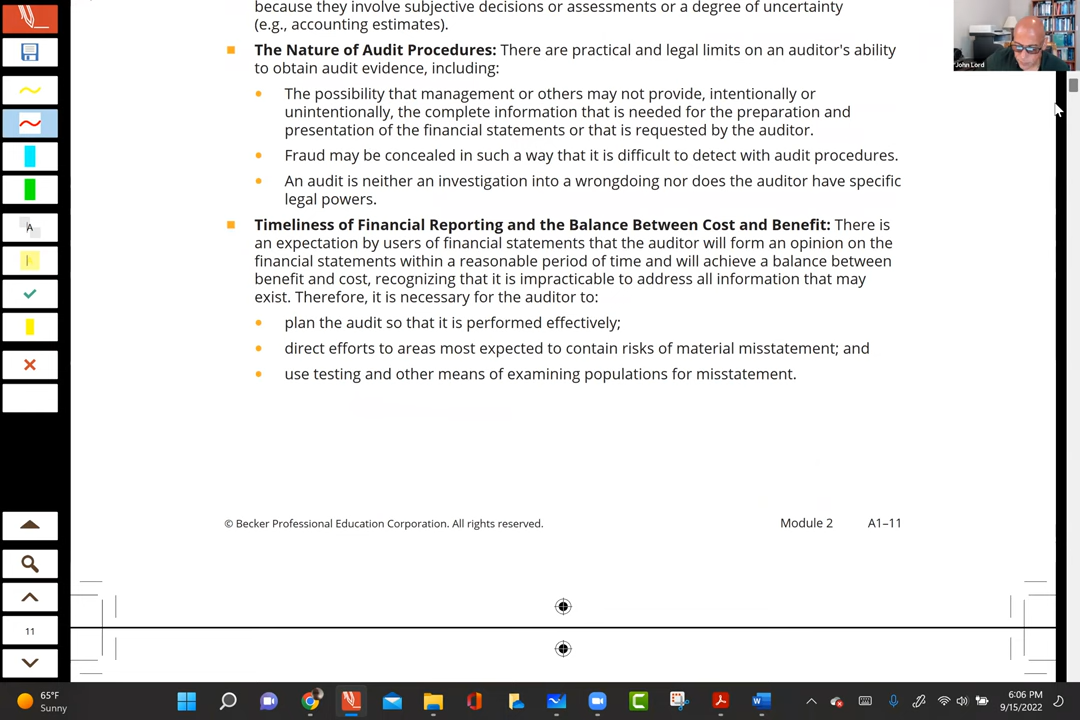 because they involve subjective decisions or assessments or a degree of uncertainty
(e.g., accounting estimates).
The Nature of Audit Procedures: There are practical and legal limits on an auditor's ability
to obtain audit evidence, including:
The possibility that management or others may not provide, intentionally or
unintentionally, the complete information that is needed for the preparation and
presentation of the financial statements or that is requested by the auditor.
Fraud may be concealed in such a way that it is difficult to detect with audit procedures.
An audit is neither an investigation into a wrongdoing nor does the auditor have specific
legal powers.
Timeliness of Financial Reporting and the Balance Between Cost and Benefit: There is
an expectation by users of financial statements that the auditor will form an opinion on the
financial statements within a reasonable period of time and will achieve a balance between
benefit and cost, recognizing that it is impracticable to address all information that may
exist. Therefore, it is necessary for the auditor to:
plan the audit so that it is performed effectively;
direct efforts to areas most expected to contain risks of material misstatement; and
use testing and other means of examining populations for misstatement.
© Becker Professional Education Corporation. All rights reserved.
Module 2 A1–11
John Lord
A
11
65°F
Sunny
6:06 PM
9/15/2022